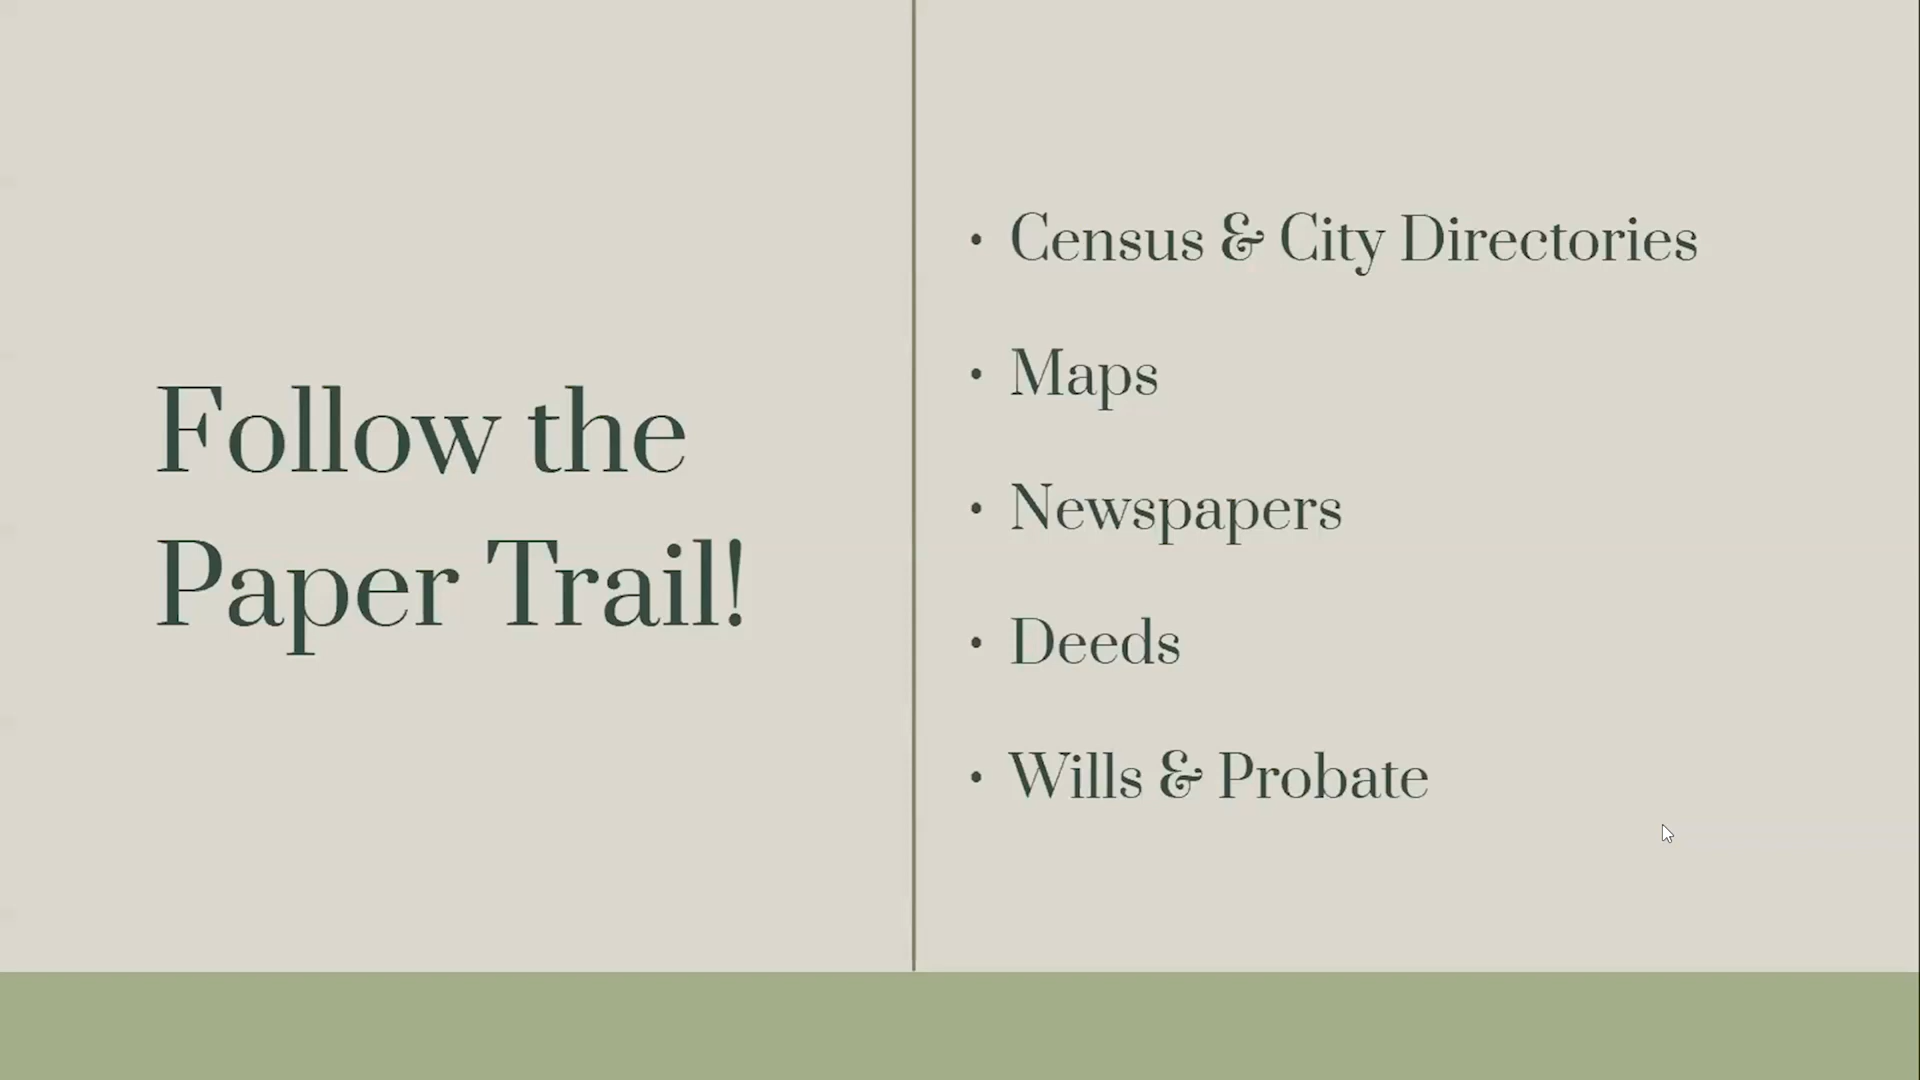 Follow the
Paper Trail!
• Census & City Directories
• Maps
• Newspapers
• Deeds
• Wills & Probate